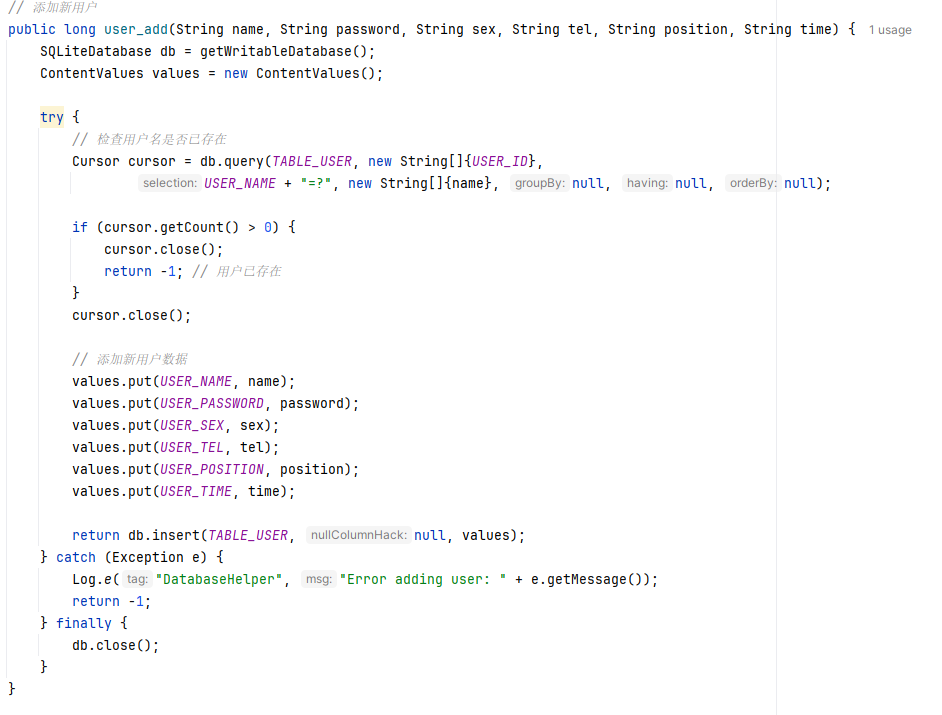 // 添加新用户
public long user_add(String name, String password, String sex, String tel, String position, String time) { 1 usage
    SQLiteDatabase db = getWritableDatabase();
    ContentValues values = new ContentValues();
    try {
        // 检查用户名是否已存在
        Cursor cursor = db.query(TABLE_USER, new String[]{USER_ID},
                selection: USER_NAME + "=?", new String[]{name}, groupBy: null, having: null, orderBy: null);
        if (cursor.getCount() > 0) {
            cursor.close();
            return -1; // 用户已存在
        }
        cursor.close();
        // 添加新用户数据
        values.put(USER_NAME, name);
        values.put(USER_PASSWORD, password);
        values.put(USER_SEX, sex);
        values.put(USER_TEL, tel);
        values.put(USER_POSITION, position);
        values.put(USER_TIME, time);
        return db.insert(TABLE_USER, nullColumnHack: null, values);
    } catch (Exception e) {
        Log.e( tag: "DatabaseHelper", msg: "Error adding user: " + e.getMessage());
        return -1;
    } finally {
        db.close();
    }
}